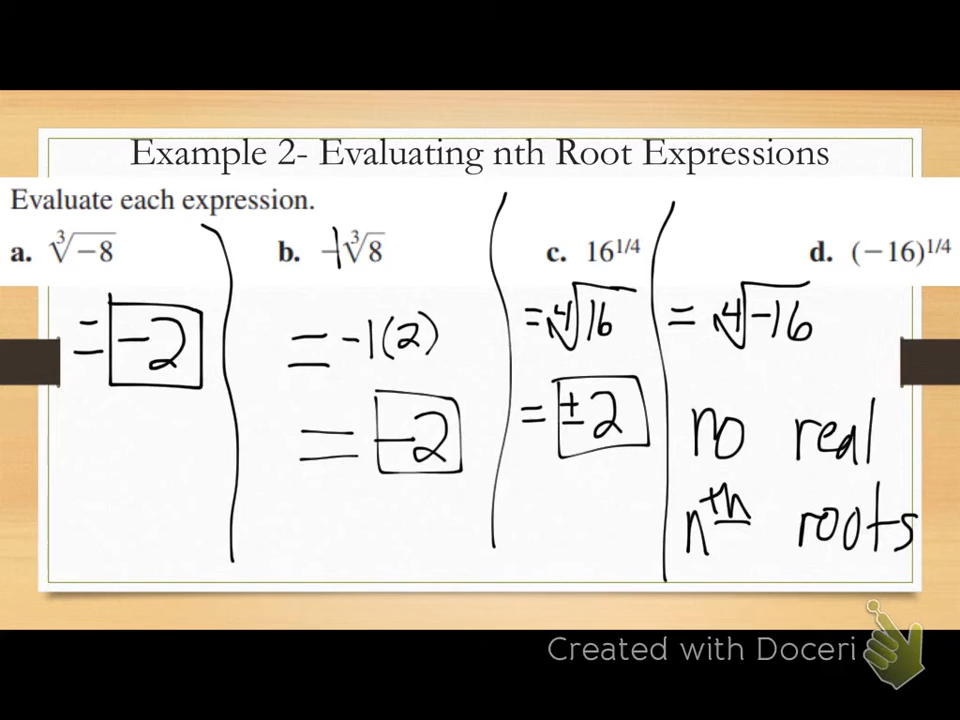 Example 2- Evaluating nth Root Expressions
Evaluate each expression.
a. ∛−8
= −2
b. −1∛8
= −1(2)
= −2
c. 16^1/4
= ∜16
= ±2
d. (−16)^1/4
= ∜−16
no real
nth roots
Created with Doceri